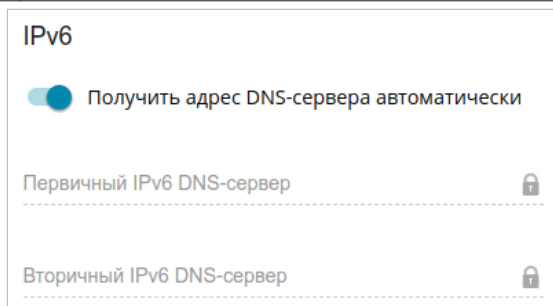 IPv6
Получить адрес DNS-сервера автоматически
Первичный IPv6 DNS-сервер
Вторичный IPv6 DNS-сервер